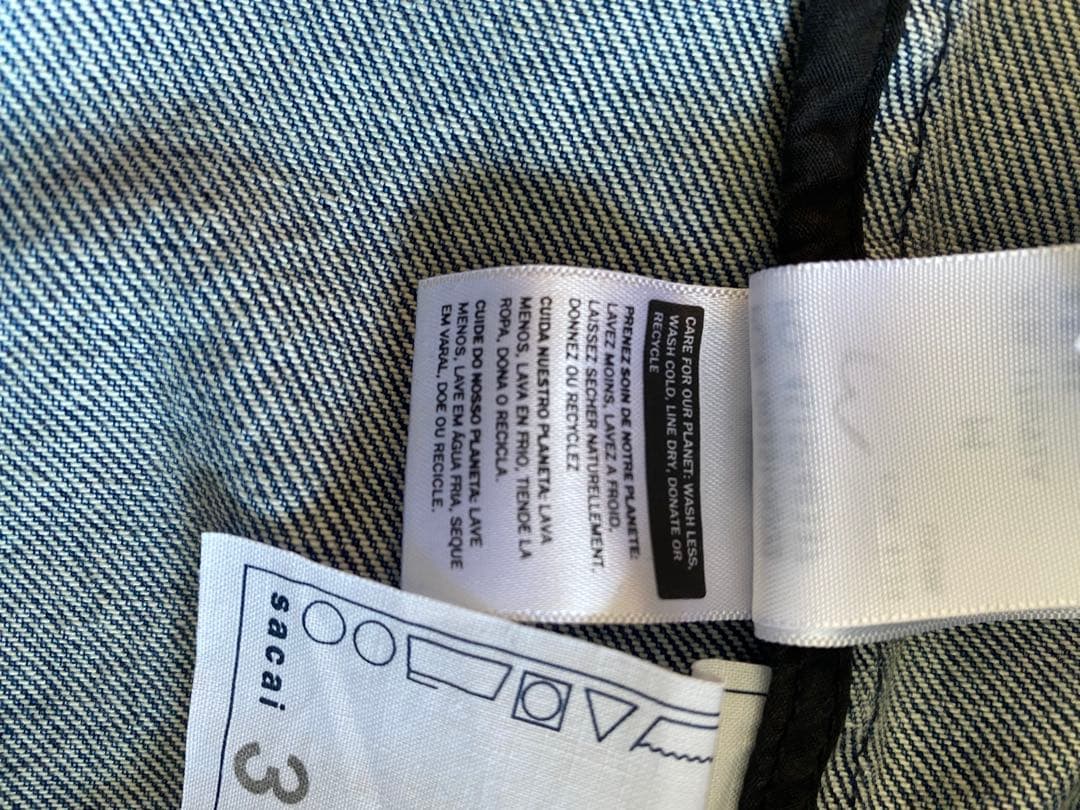 CARE FOR OUR PLANET: WASH LESS,
WASH COLD, LINE DRY, DONATE OR
RECYCLE
PRENEZ SOIN DE NOTRE PLANÈTE:
LAVEZ MOINS, LAVEZ A FROID,
LAISSEZ SECHER NATURELLEMENT,
DONNEZ OU RECYCLEZ
CUIDA NUESTRO PLANETA: LAVA
MENOS, LAVA EN FRIO, TIENDE LA
ROPA, DONA O RECICLA.
CUIDE DO NOSSO PLANETA: LAVE
MENOS, LAVE EM ÁGUA FRIA, SEQUE
EM VARAL, DOE OU RECICLE.
sacai
3